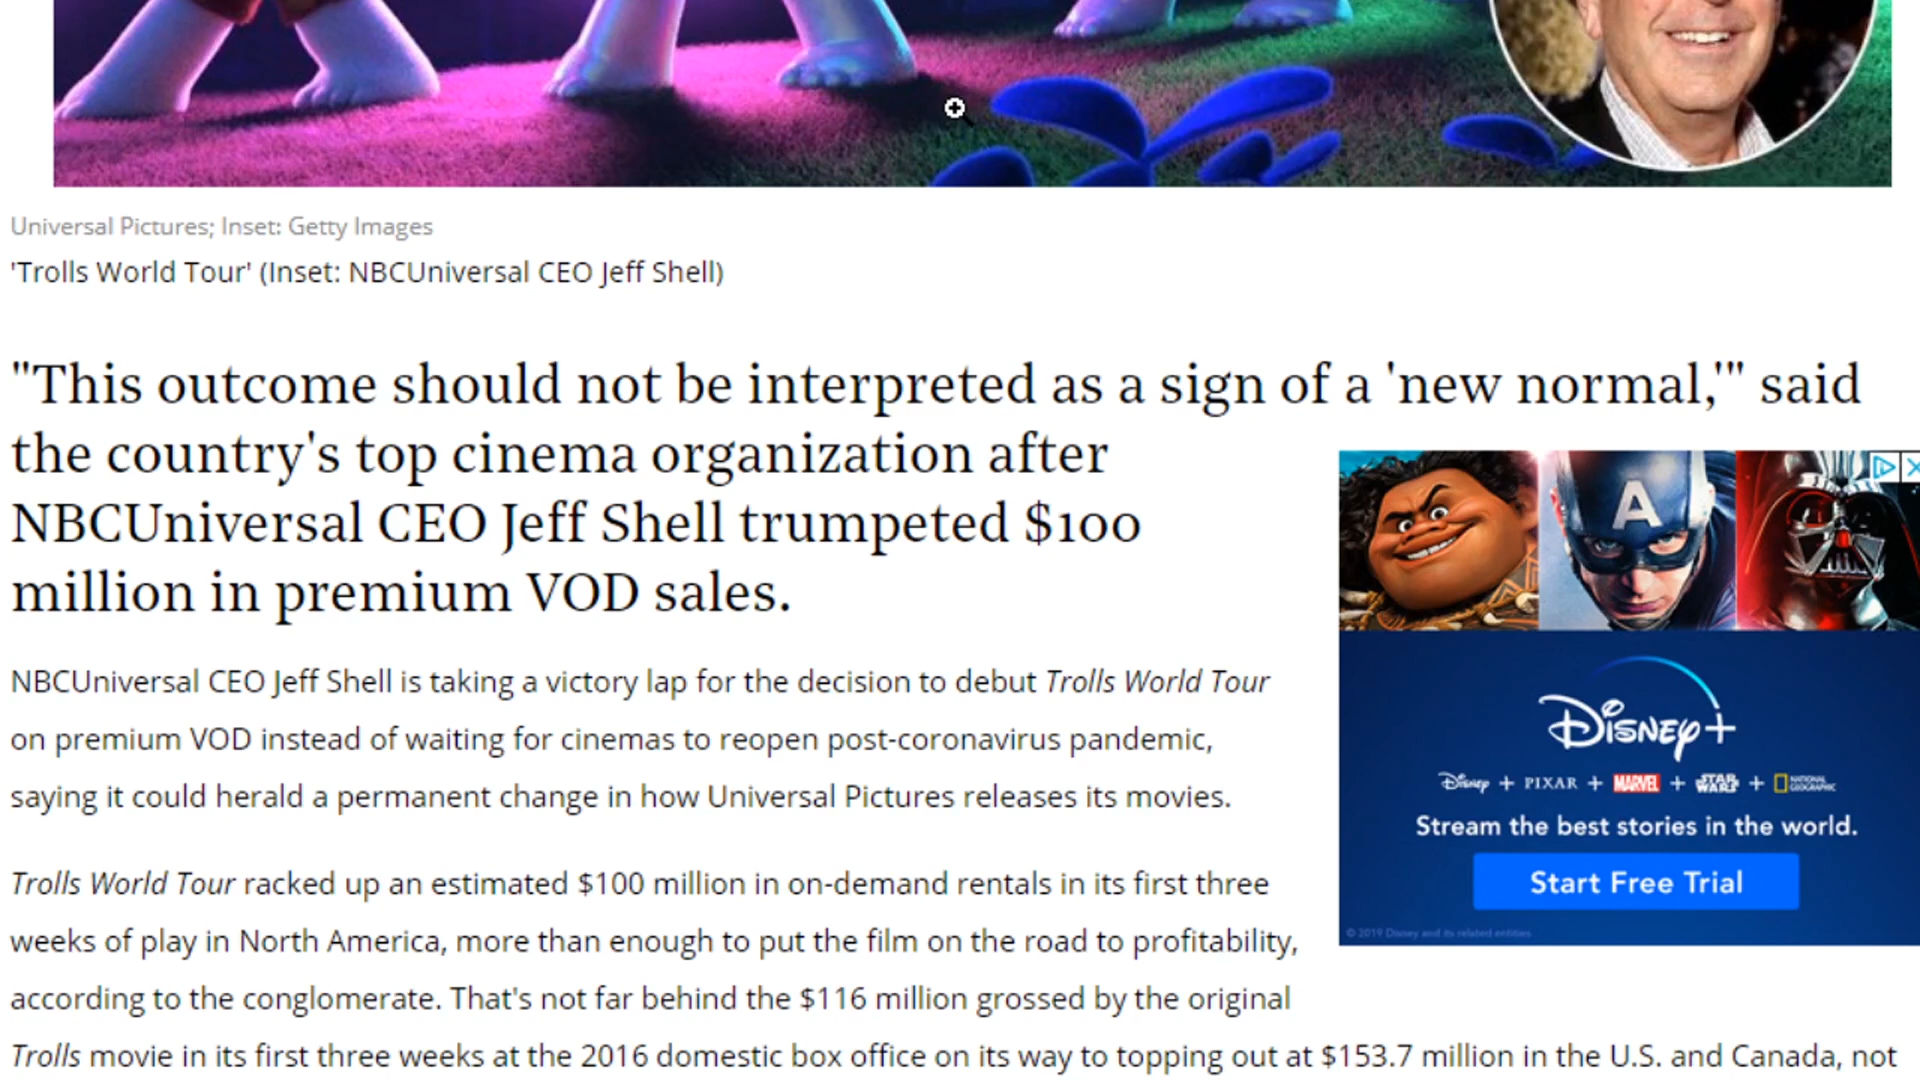 Universal Pictures; Inset: Getty Images
'Trolls World Tour' (Inset: NBCUniversal CEO Jeff Shell)
"This outcome should not be interpreted as a sign of a 'new normal,'" said
the country's top cinema organization after
NBCUniversal CEO Jeff Shell trumpeted $100
million in premium VOD sales.
NBCUniversal CEO Jeff Shell is taking a victory lap for the decision to debut Trolls World Tour
on premium VOD instead of waiting for cinemas to reopen post-coronavirus pandemic,
saying it could herald a permanent change in how Universal Pictures releases its movies.
Trolls World Tour racked up an estimated $100 million in on-demand rentals in its first three
weeks of play in North America, more than enough to put the film on the road to profitability,
according to the conglomerate. That's not far behind the $116 million grossed by the original
Trolls movie in its first three weeks at the 2016 domestic box office on its way to topping out at $153.7 million in the U.S. and Canada, not
A
Disney+
Disney + PIXAR + MARVEL + STAR WARS + NATIONAL GEOGRAPHIC
Stream the best stories in the world.
Start Free Trial
© 2019 Disney and its related entities